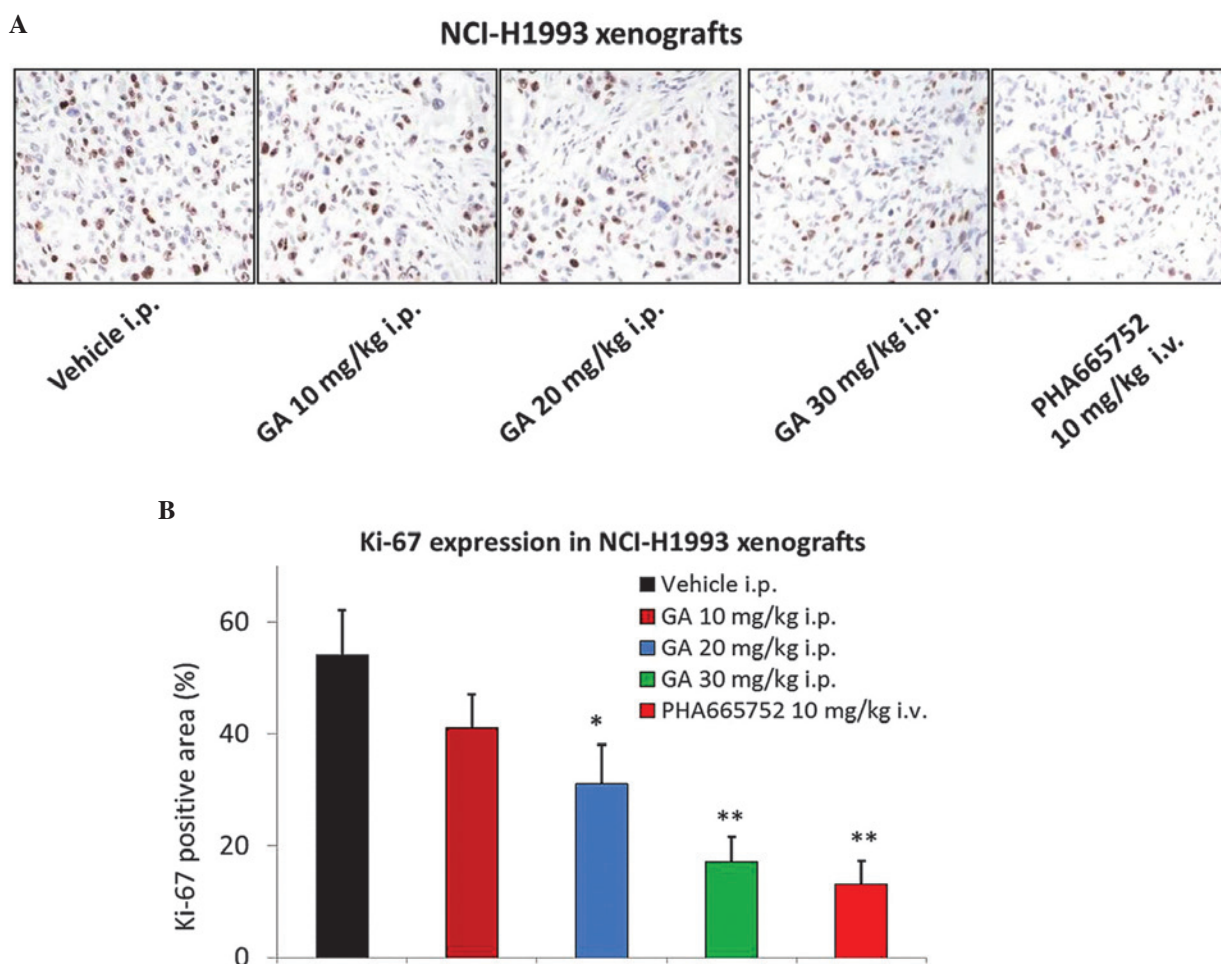 A
NCI-H1993 xenografts
Vehicle i.p.
GA 10 mg/kg i.p.
GA 20 mg/kg i.p.
GA 30 mg/kg i.p.
PHA665752
10 mg/kg i.v.
B
Ki-67 expression in NCI-H1993 xenografts
Vehicle i.p.
GA 10 mg/kg i.p.
GA 20 mg/kg i.p.
GA 30 mg/kg i.p.
PHA665752 10 mg/kg i.v.
Ki-67 positive area (%)
60
40
20
0
*
**
**